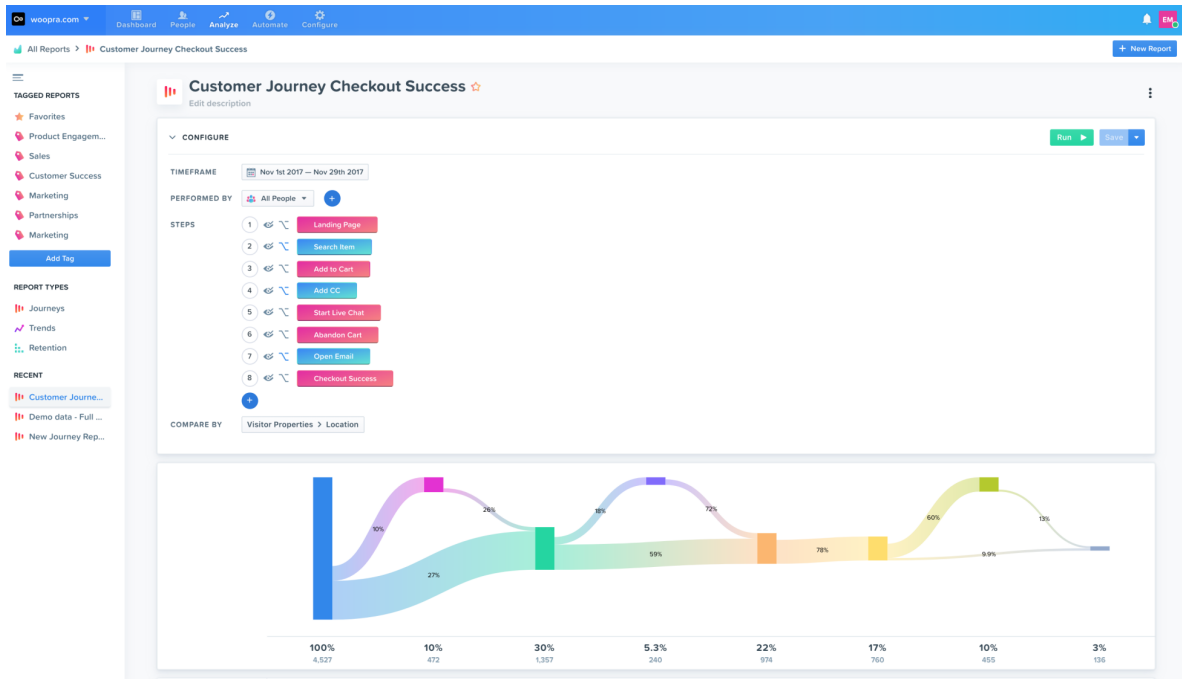 woopra.com
Dashboard People Analyze Automate Configure
EM
All Reports > Customer Journey Checkout Success
+ New Report
TAGGED REPORTS
Favorites
Product Engagem...
Sales
Customer Success
Marketing
Partnerships
Marketing
Add Tag
REPORT TYPES
Journeys
Trends
Retention
RECENT
Customer Journe...
Demo data - Full ...
New Journey Rep...
Customer Journey Checkout Success
Edit description
CONFIGURE
Run
Save
TIMEFRAME
Nov 1st 2017 — Nov 29th 2017
PERFORMED BY
All People
+
STEPS
1 Landing Page
2 Search Item
3 Add to Cart
4 Add CC
5 Start Live Chat
6 Abandon Cart
7 Open Email
8 Checkout Success
+
COMPARE BY
Visitor Properties > Location
10%
26%
27%
18%
72%
59%
78%
60%
13%
9.9%
100% 10% 30% 5.3% 22% 17% 10% 3%
4,527 472 1,357 240 974 760 455 136